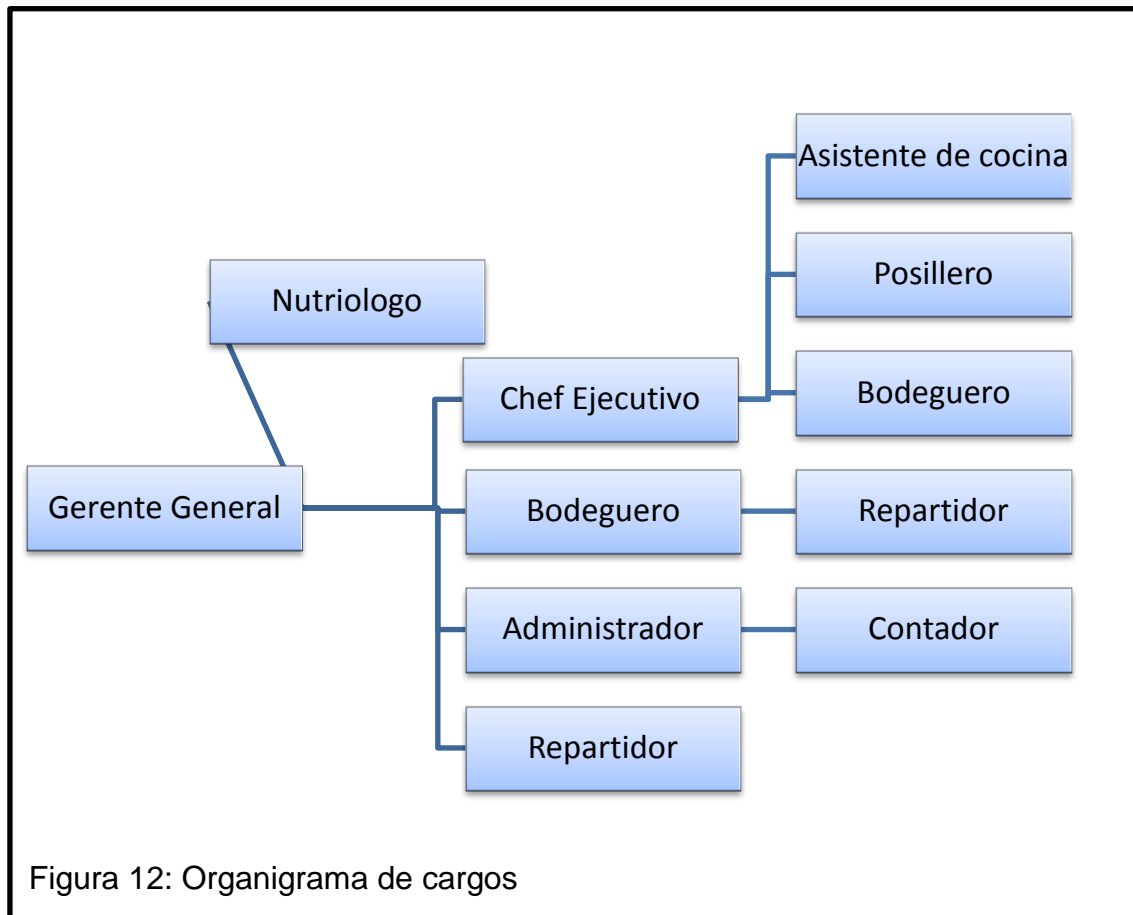 Asistente de cocina
Posillero
Nutriologo
Chef Ejecutivo
Bodeguero
Gerente General
Bodeguero
Repartidor
Administrador
Contador
Repartidor
Figura 12: Organigrama de cargos